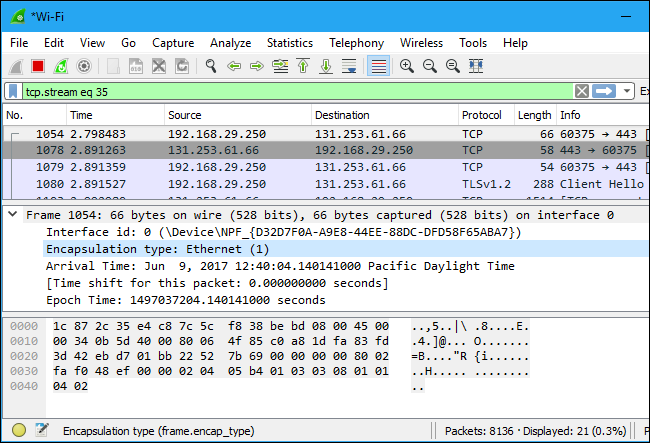 *Wi-Fi
File Edit View Go Capture Analyze Statistics Telephony Wireless Tools Help
tcp.stream eq 35
No. Time Source Destination Protocol Length Info
1054 2.798483 192.168.29.250 131.253.61.66 TCP 66 60375 → 443 [
1078 2.891263 131.253.61.66 192.168.29.250 TCP 58 443 → 60375
1079 2.891359 192.168.29.250 131.253.61.66 TCP 54 60375 → 443 [
1080 2.891527 192.168.29.250 131.253.61.66 TLSv1.2 288 Client Hello
Frame 1054: 66 bytes on wire (528 bits), 66 bytes captured (528 bits) on interface 0
Interface id: 0 (\Device\NPF_{D32D7F0A-A9E8-44EE-88DC-DFD58F65ABA7})
Encapsulation type: Ethernet (1)
Arrival Time: Jun 9, 2017 12:40:04.140141000 Pacific Daylight Time
[Time shift for this packet: 0.000000000 seconds]
Epoch Time: 1497037204.140141000 seconds
0000 1c 87 2c 35 e4 c8 7c 5c f8 38 be bd 08 00 45 00 ..,5..|\ .8....E.
0010 00 34 0b 5d 40 00 80 06 4f 85 c0 a8 1d fa 83 fd .4.]@... O.......
0020 3d 42 eb d7 01 bb 22 52 7b 69 00 00 00 00 80 02 =B...."R {i......
0030 fa f0 48 ef 00 00 02 04 05 b4 01 03 03 08 01 01 ..H..... ........
0040 04 02 ..
Encapsulation type (frame.encap_type) Packets: 8136 · Displayed: 21 (0.3%)